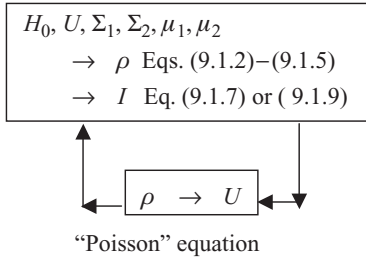 H₀, U, Σ₁, Σ₂, μ₁, μ₂
→ ρ Eqs. (9.1.2)−(9.1.5)
→ I Eq. (9.1.7) or ( 9.1.9)
ρ → U
“Poisson” equation